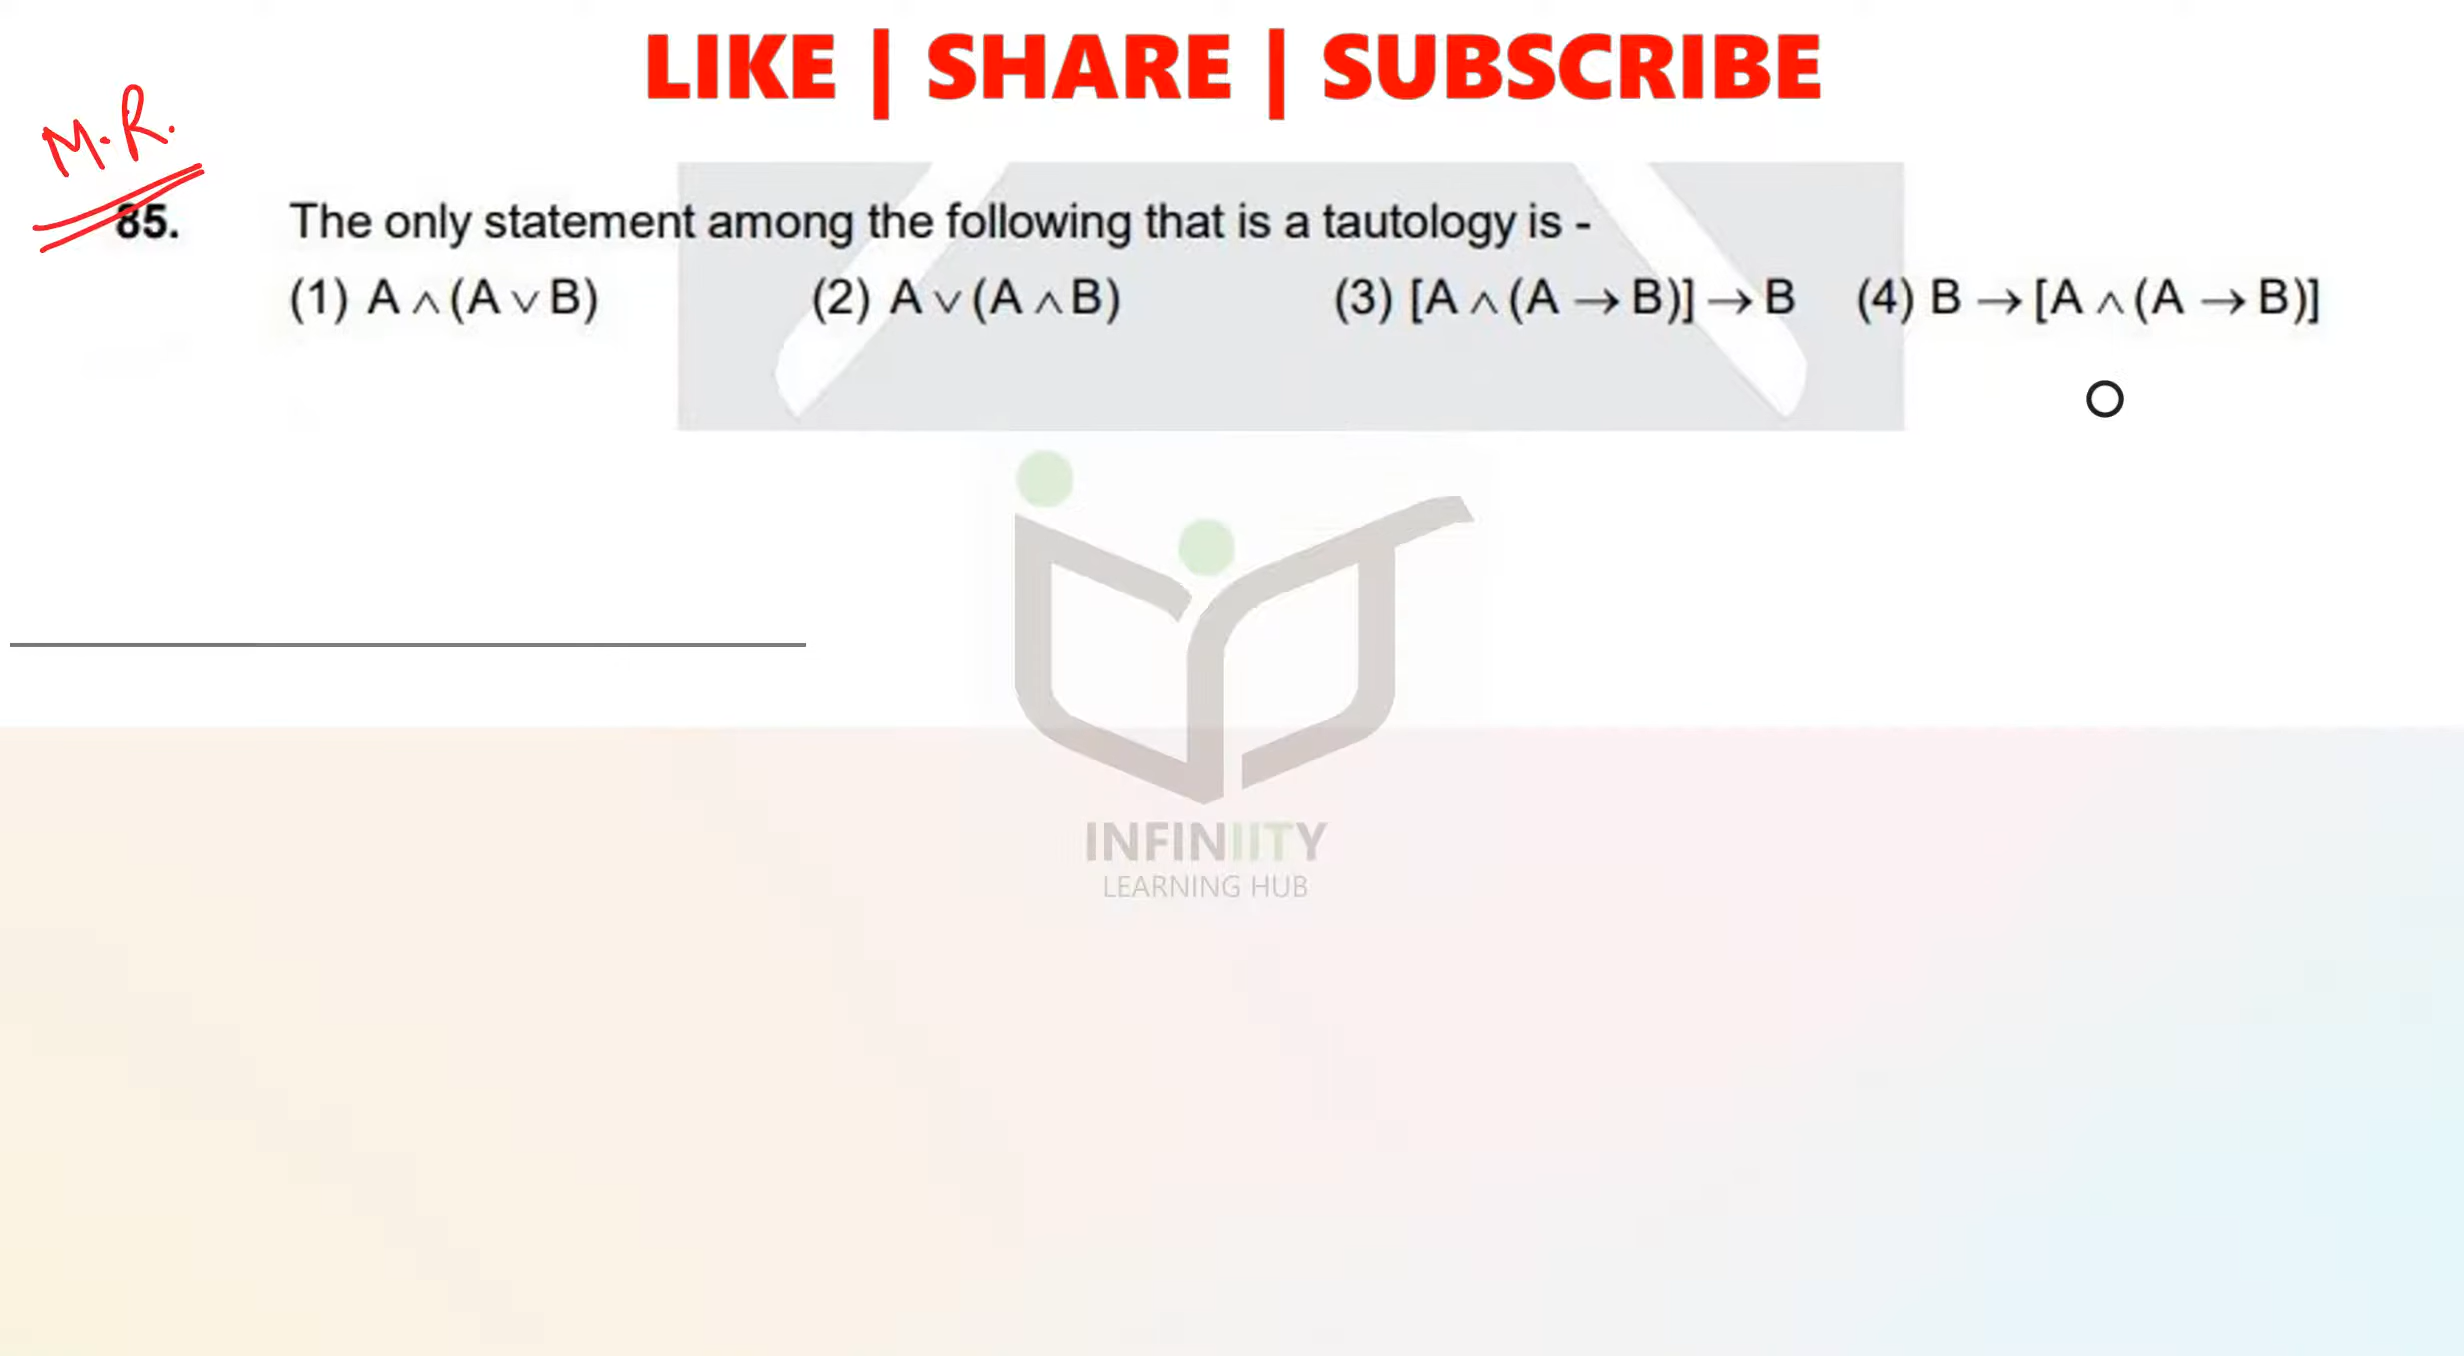 LIKE | SHARE | SUBSCRIBE
M.R.
85. The only statement among the following that is a tautology is -
(1) A ∧ (A ∨ B) (2) A ∨ (A ∧ B) (3) [A ∧ (A → B)] → B (4) B → [A ∧ (A → B)]
INFINIITY
LEARNING HUB